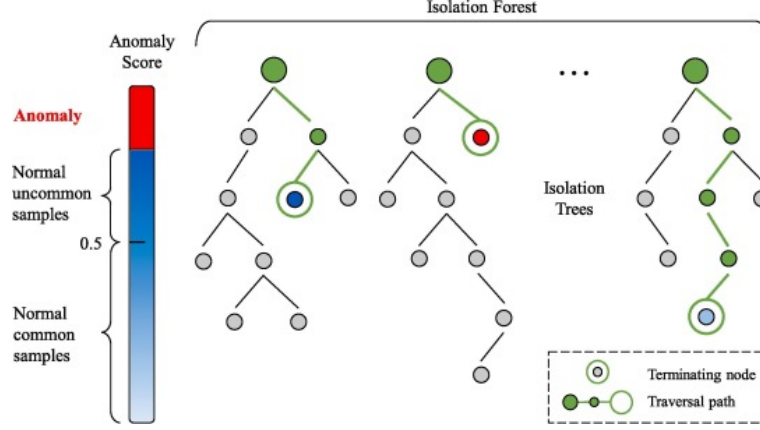 Isolation Forest
Anomaly
Score
Anomaly
Normal
uncommon
samples
0.5
Normal
common
samples
...
Isolation
Trees
Terminating node
Traversal path